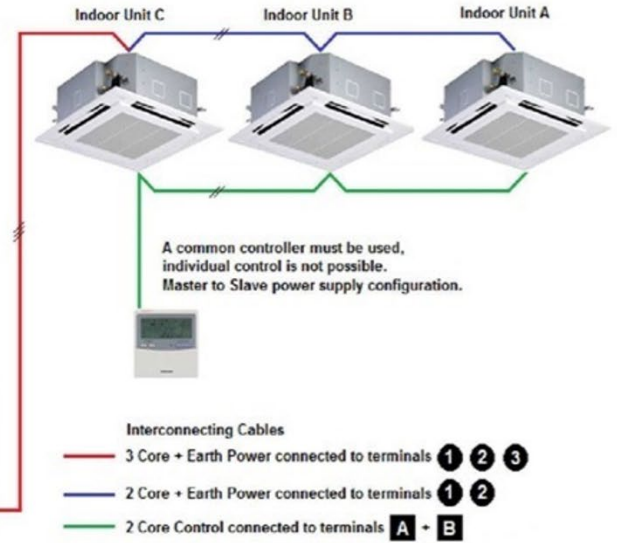 Indoor Unit C
Indoor Unit B
Indoor Unit A
A common controller must be used,
individual control is not possible.
Master to Slave power supply configuration.
Interconnecting Cables
3 Core + Earth Power connected to terminals 1 2 3
2 Core + Earth Power connected to terminals 1 2
2 Core Control connected to terminals A + B